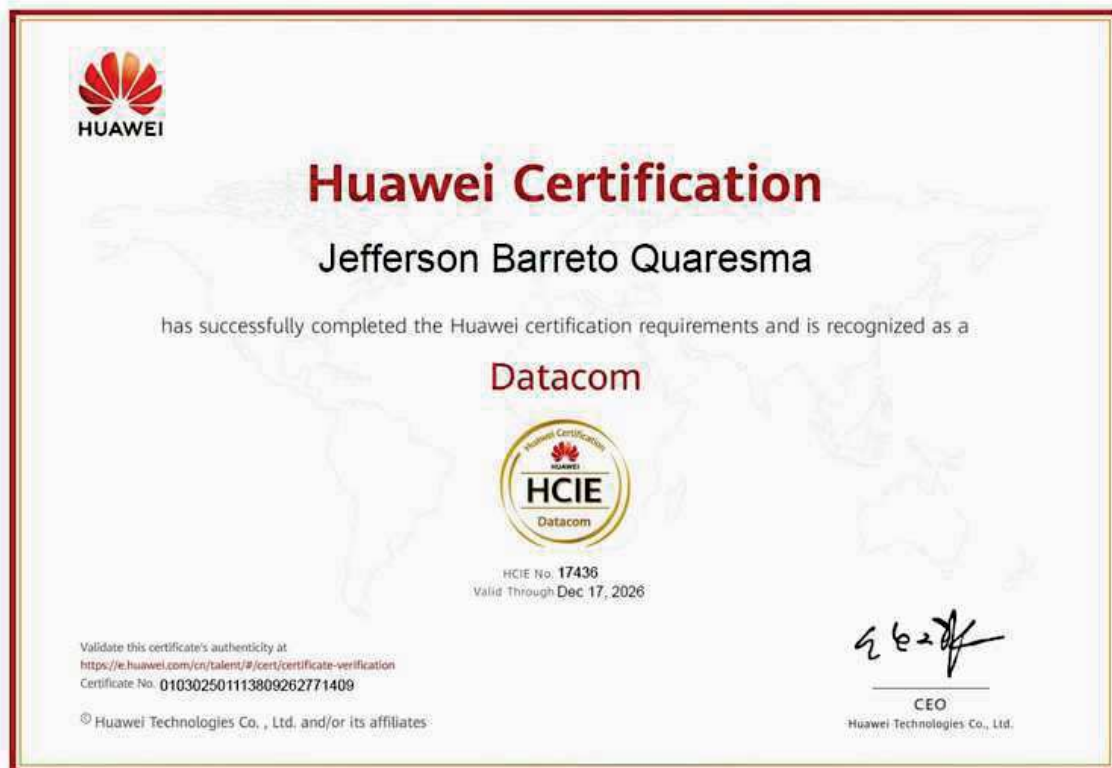 HUAWEI
Huawei Certification
Jefferson Barreto Quaresma
has successfully completed the Huawei certification requirements and is recognized as a
Datacom
Huawei Certification
HUAWEI
HCIE
Datacom
HCIE No. 17436
Valid Through Dec 17, 2026
Validate this certificate's authenticity at
https://e.huawei.com/cn/talent/#/cert/certificate-verification
Certificate No. 010302501113809262771409
© Huawei Technologies Co. , Ltd. and/or its affiliates
CEO
Huawei Technologies Co., Ltd.